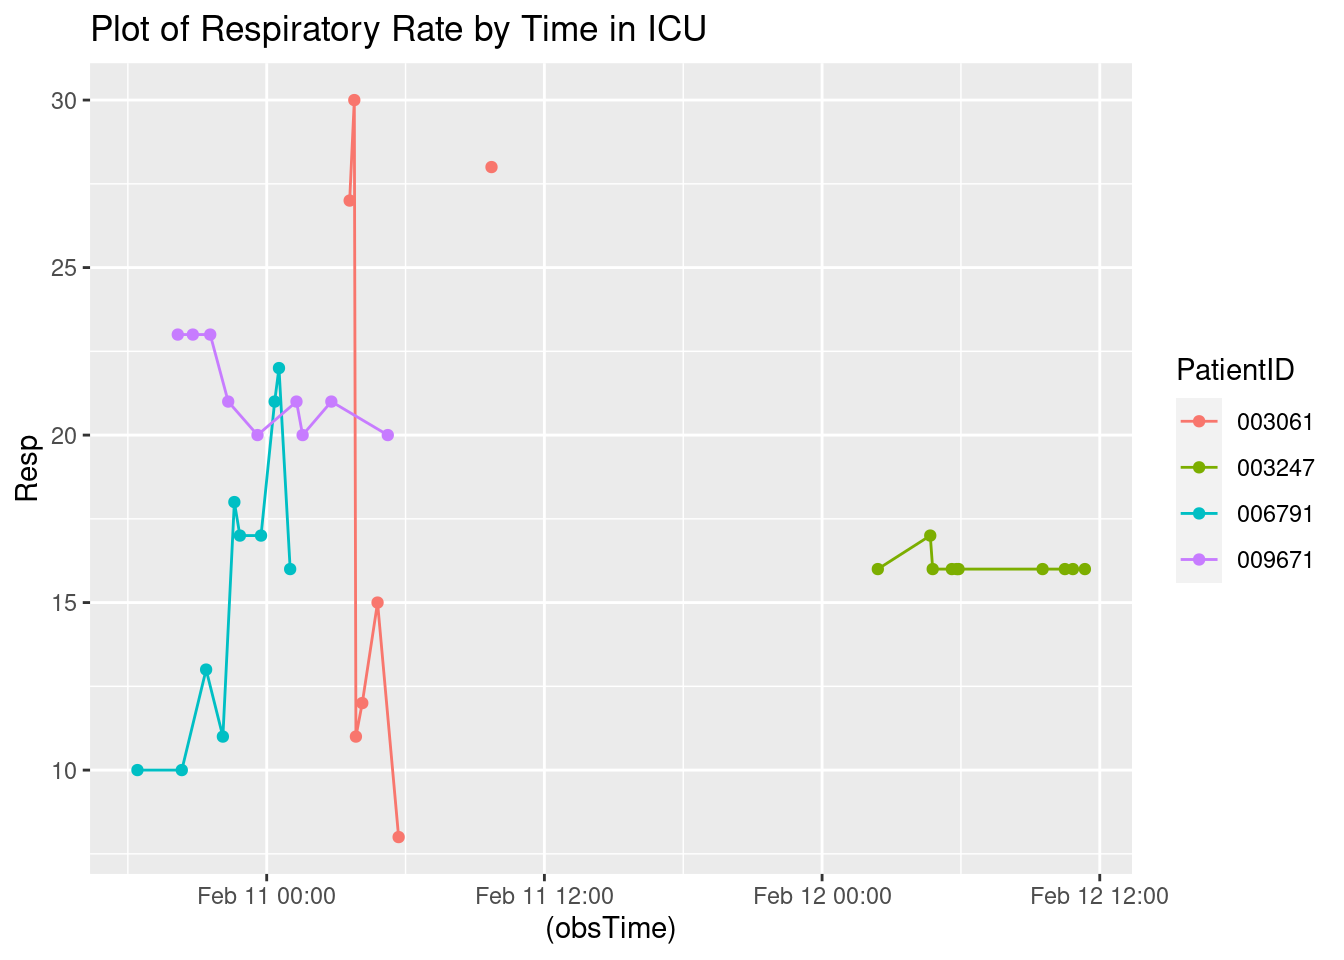 Plot of Respiratory Rate by Time in ICU
30
25
20
15
10
Resp
Feb 11 00:00
Feb 11 12:00
Feb 12 00:00
Feb 12 12:00
(obsTime)
PatientID
003061
003247
006791
009671